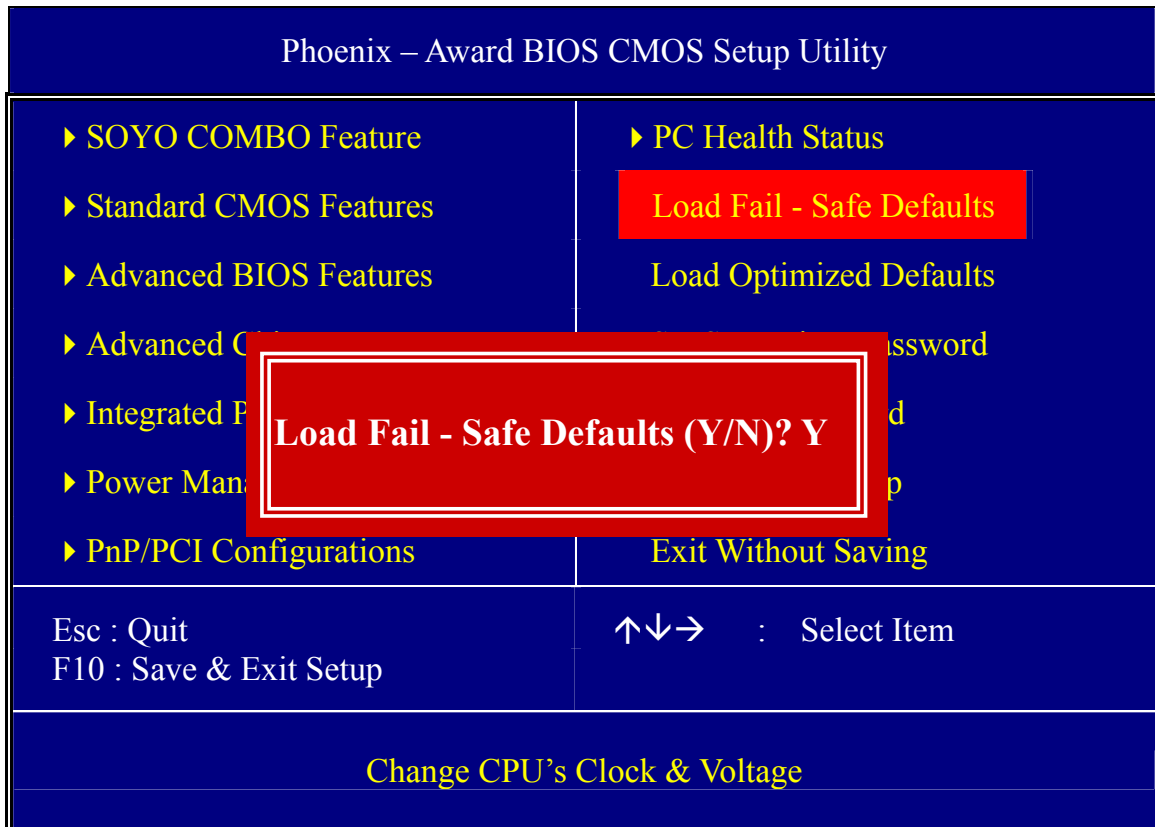 Phoenix – Award BIOS CMOS Setup Utility
SOYO COMBO Feature
Standard CMOS Features
Advanced BIOS Features
Advanced
Integrated
Power
PnP/PCI Configurations
PC Health Status
Load Fail - Safe Defaults
Load Optimized Defaults
Exit Without Saving
Load Fail - Safe Defaults (Y/N)? Y
Esc : Quit
F10 : Save & Exit Setup
↑↓→ : Select Item
Change CPU’s Clock & Voltage